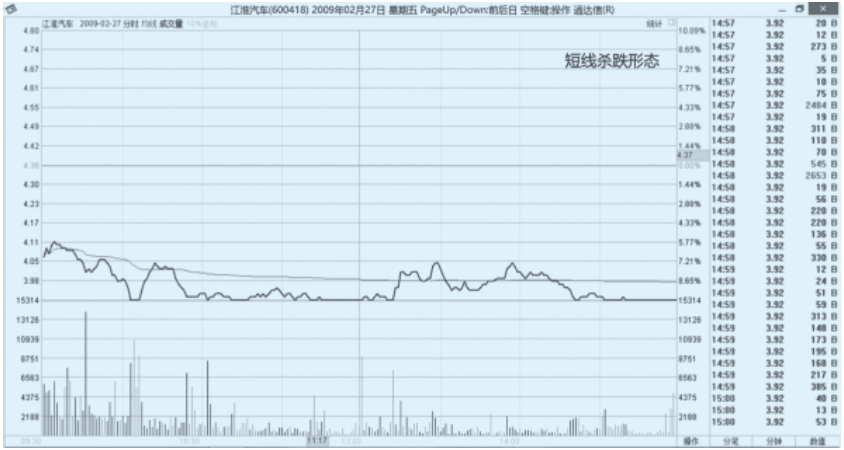 江淮汽车(600418) 2009年02月27日 星期五 PageUp/Down:前后日 空格键:操作 通达信(R)
江淮汽车 2009-02-27 分时 均线 成交量
统计
短线杀跌形态
4.80 10.09%
4.74 8.65%
4.67 7.21%
4.61 5.77%
4.55 4.33%
4.49 2.88%
4.42 1.44%
4.37
4.36 0.00%
4.30 1.44%
4.23 2.88%
4.17 4.33%
4.11 5.77%
4.05 7.21%
3.98 8.65%
15314 15314
13126 13126
10939 10939
8751 8751
6563 6563
4375 4375
2188 2188
09:30 10:30 11:17 13:00 14:00 操作
14:57 3.92 20 B
14:57 3.92 12 B
14:57 3.92 273 B
14:57 3.92 5 B
14:57 3.92 35 B
14:57 3.92 10 B
14:57 3.92 75 B
14:57 3.92 2484 B
14:57 3.92 19 B
14:58 3.92 311 B
14:58 3.92 110 B
14:58 3.92 70 B
14:58 3.92 545 B
14:58 3.92 2653 B
14:58 3.92 19 B
14:58 3.92 56 B
14:58 3.92 220 B
14:58 3.92 220 B
14:58 3.92 136 B
14:58 3.92 55 B
14:58 3.92 330 B
14:59 3.92 12 B
14:59 3.92 24 B
14:59 3.92 51 B
14:59 3.92 59 B
14:59 3.92 313 B
14:59 3.92 140 B
14:59 3.92 173 B
14:59 3.92 195 B
14:59 3.92 160 B
14:59 3.92 217 B
14:59 3.92 305 B
15:00 3.92 40 B
15:00 3.92 13 B
15:00 3.92 53 B
分笔 分钟 数值